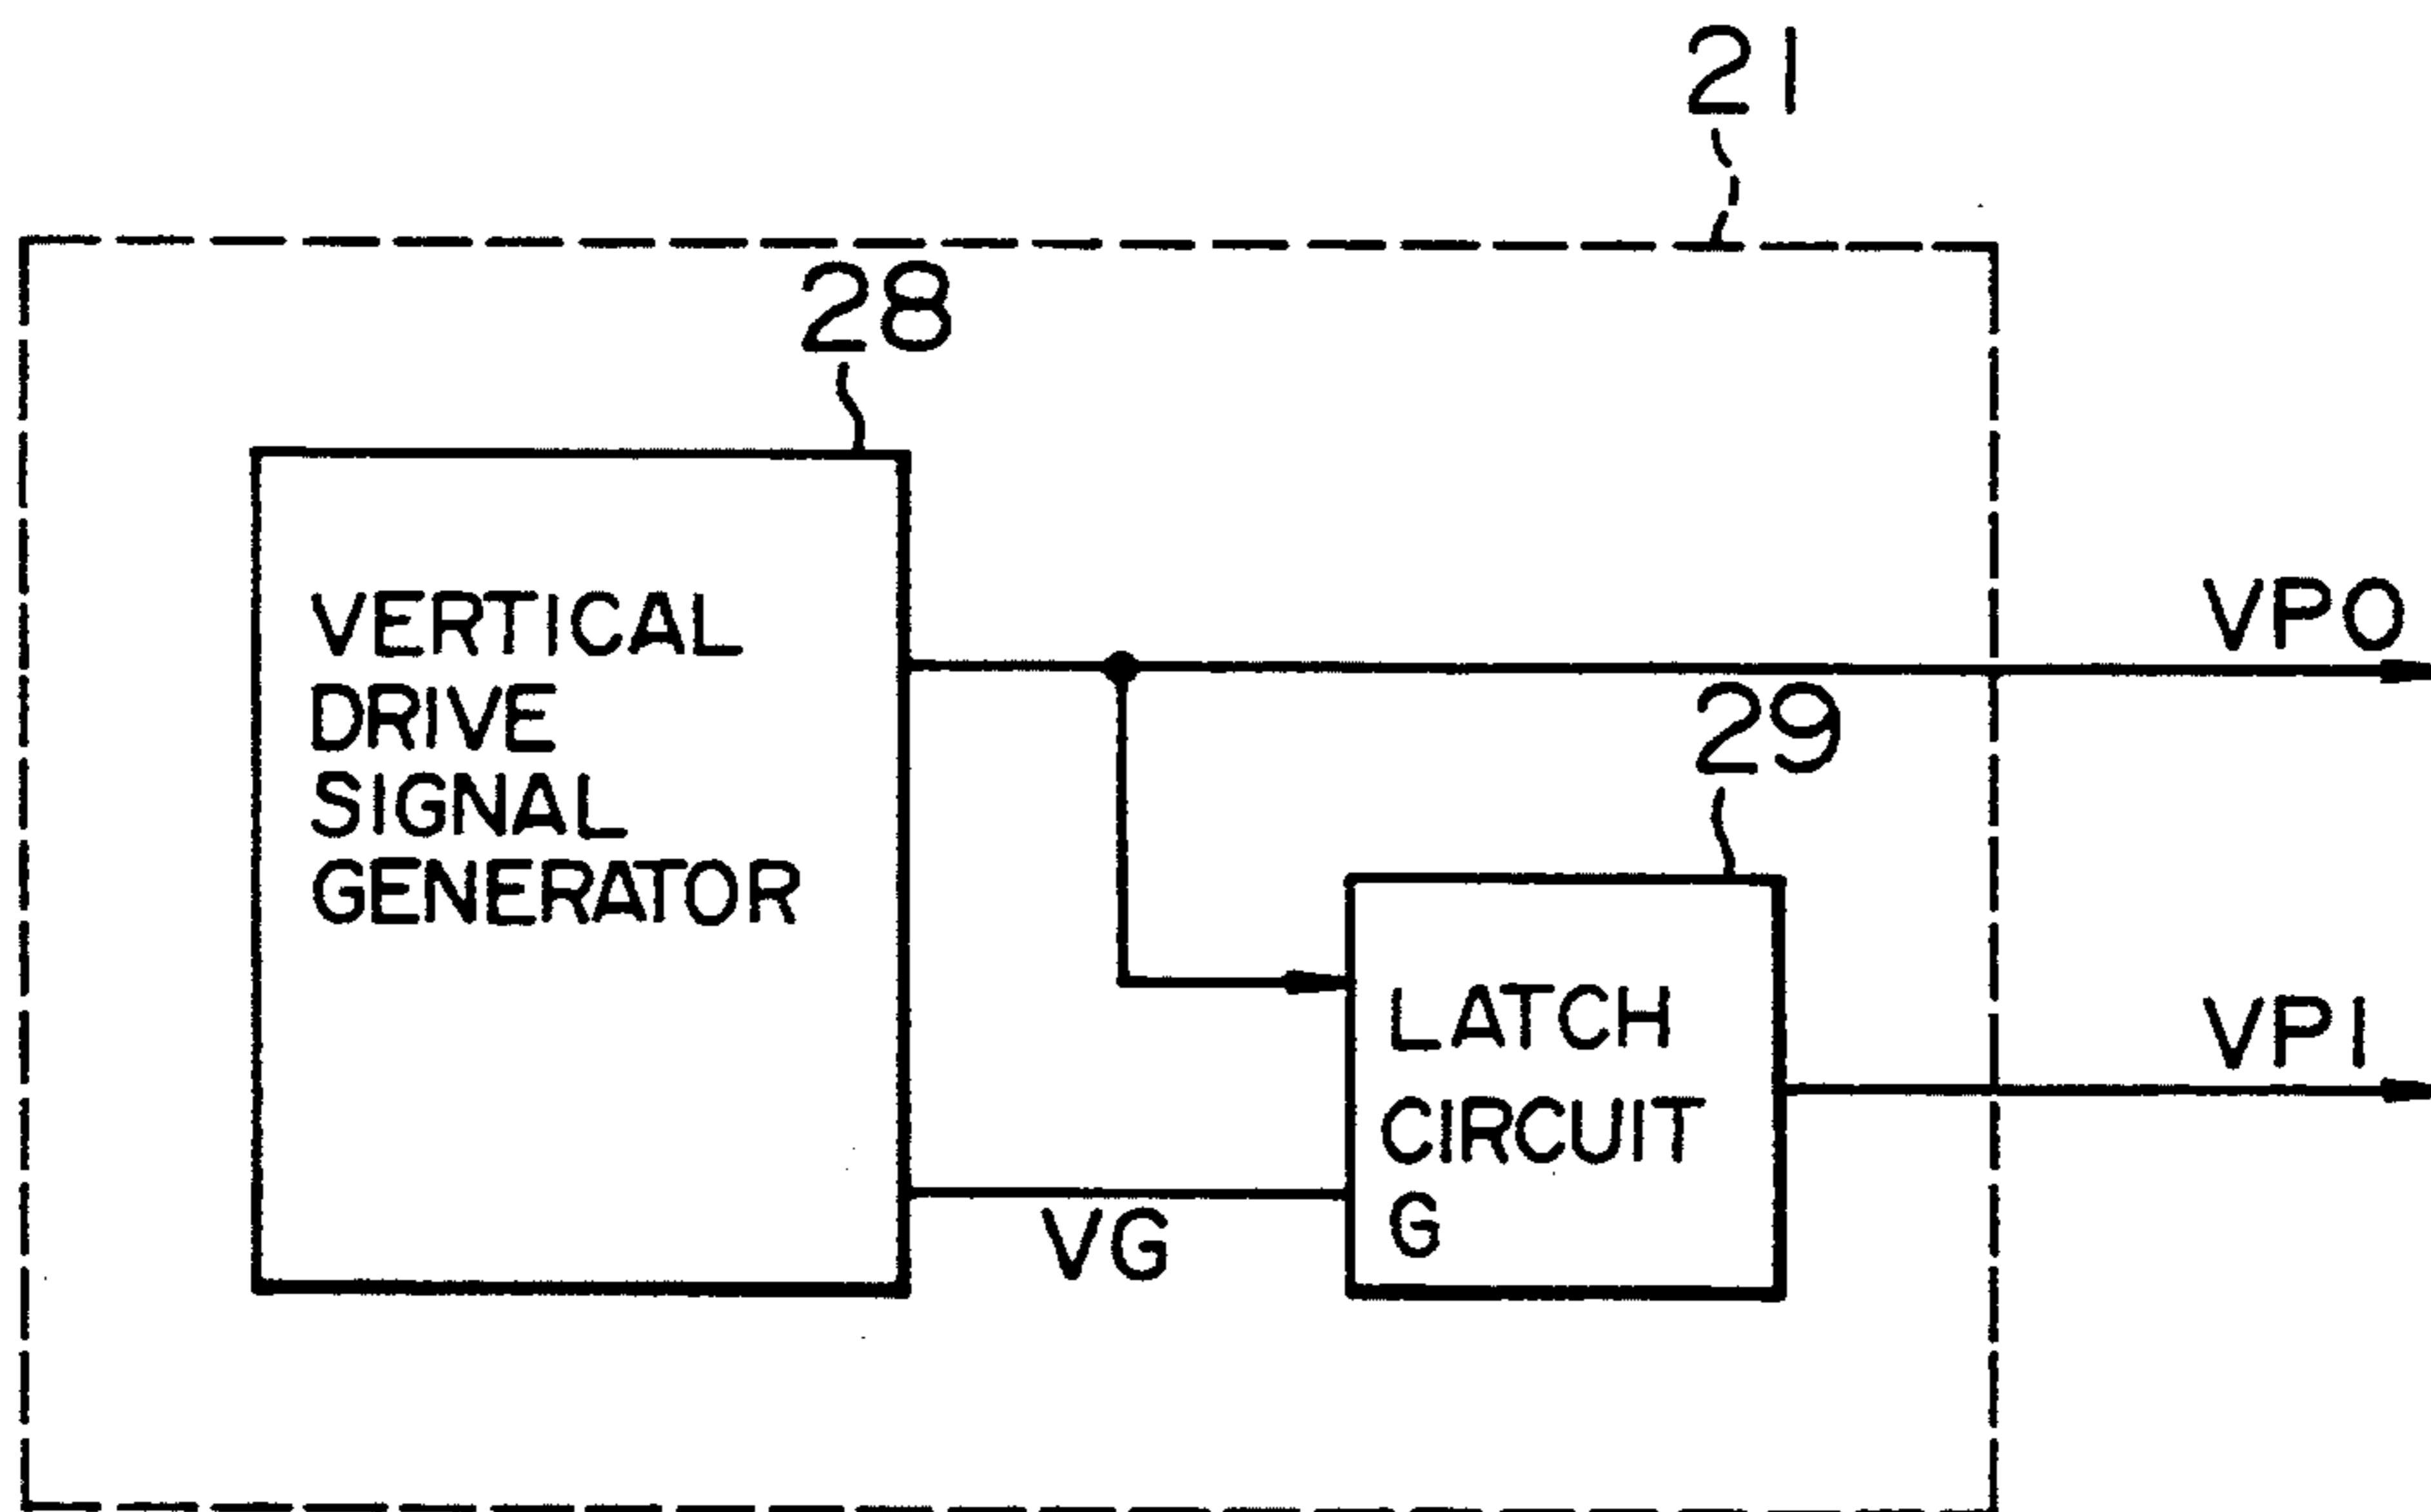 21
28
VERTICAL
DRIVE
SIGNAL
GENERATOR
VPO
29
LATCH
CIRCUIT
G
VPI
VG